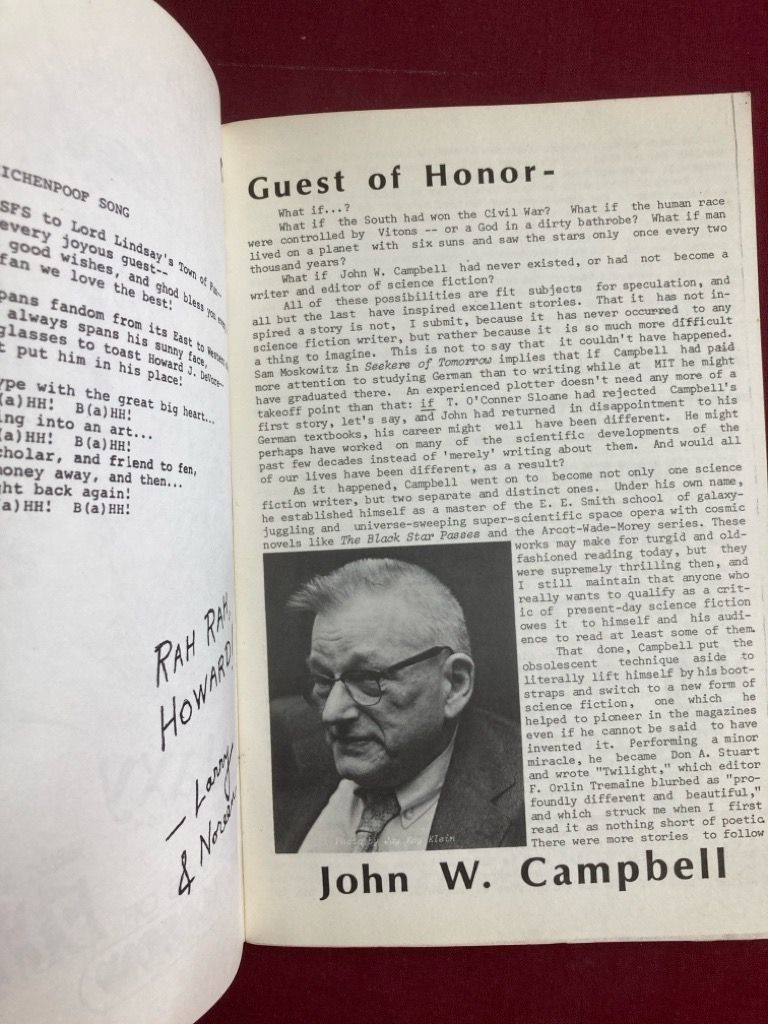 ICHENPOOF SONG
SFS to Lord Lindsay's Town of
every joyous guest--
good wishes, and ghod bless you
fan we love the best!
pans fandom from its East to Western
always spans his sunny face,
glasses to toast Howard J. DeVore--
t put him in his place!
ype with the great big heart...
(a)HH! B(a)HH!
ing into an art...
(a)HH! B(a)HH!
cholar, and friend to fen,
oney away, and then...
ght back again!
(a)HH! B(a)HH!
RAH RAH,
HOWARD
— Larry
& Noreen
Guest of Honor-
What if...?
What if the South had won the Civil War? What if the human race
were controlled by Vitons -- or a God in a dirty bathrobe? What if man
lived on a planet with six suns and saw the stars only once every two
thousand years?
What if John W. Campbell had never existed, or had not become a
writer and editor of science fiction?
All of these possibilities are fit subjects for speculation, and
all but the last have inspired excellent stories. That it has not in-
spired a story is not, I submit, because it has never occurred to any
science fiction writer, but rather because it is so much more difficult
a thing to imagine. This is not to say that it couldn't have happened.
Sam Moskowitz in Seekers of Tomorrow implies that if Campbell had paid
more attention to studying German than to writing while at MIT he might
have graduated there. An experienced plotter doesn't need any more of a
takeoff point than that: if T. O'Conner Sloane had rejected Campbell's
first story, let's say, and John had returned in disappointment to his
German textbooks, his career might well have been different. He might
perhaps have worked on many of the scientific developments of the
past few decades instead of 'merely' writing about them. And would all
of our lives have been different, as a result?
As it happened, Campbell went on to become not only one science
fiction writer, but two separate and distinct ones. Under his own name,
he established himself as a master of the E. E. Smith school of galaxy-
juggling and universe-sweeping super-scientific space opera with cosmic
novels like The Black Star Passes and the Arcot-Wade-Morey series. These
works may make for turgid and old-
fashioned reading today, but they
were supremely thrilling then, and
I still maintain that anyone who
really wants to qualify as a crit-
ic of present-day science fiction
owes it to himself and his audi-
ence to read at least some of them.
That done, Campbell put the
obsolescent technique aside to
literally lift himself by his boot-
straps and switch to a new form of
science fiction, one which he
helped to pioneer in the magazines
even if he cannot be said to have
invented it. Performing a minor
miracle, he became Don A. Stuart
and wrote "Twilight," which editor
F. Orlin Tremaine blurbed as "pro-
foundly different and beautiful,"
and which struck me when I first
read it as nothing short of poetic.
There were more stories to follow
Photo by Jay Kay Klein
John W. Campbell